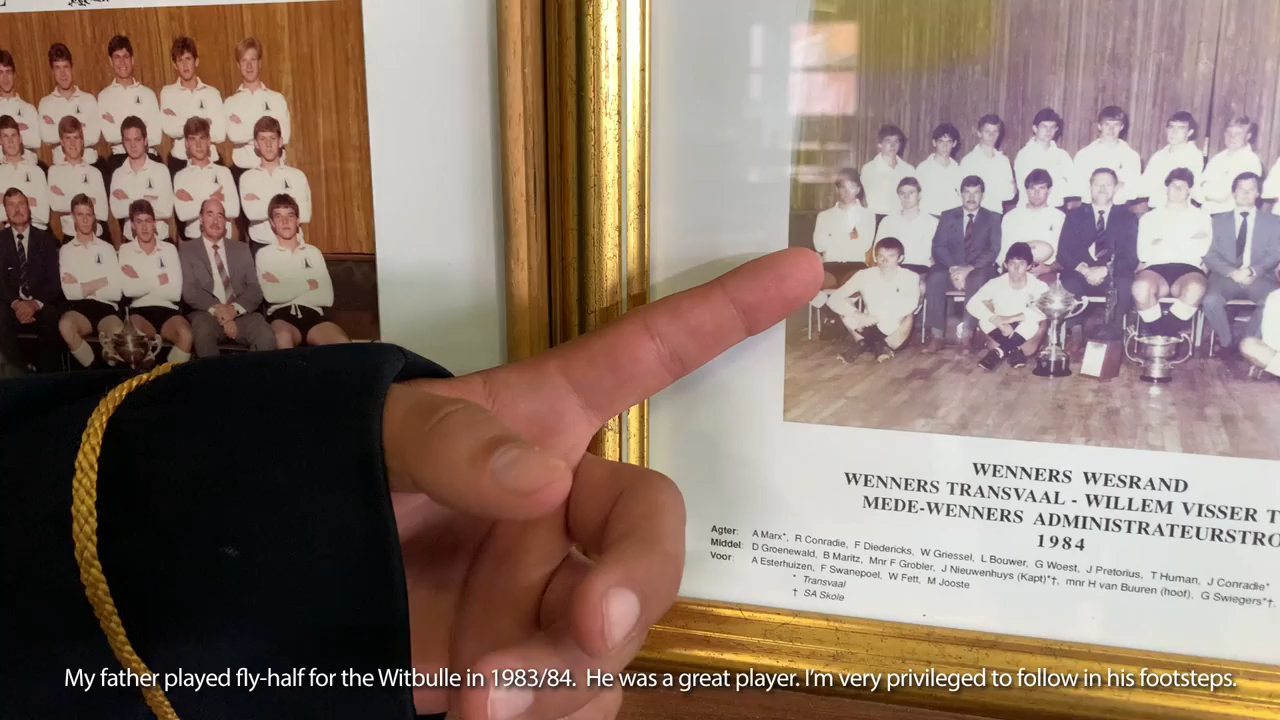 WENNERS WESRAND
WENNERS TRANSVAAL - WILLEM VISSER T
MEDE-WENNERS ADMINISTRATEURSTRO
1984
Agter: A Marx*, R Conradie, F Diedericks, W Griessel, L Bouwer, G Woest, J Pretorius, T Human, J Conradie*
Middel: D Groenewald, B Maritz, Mnr F Grobler, J Nieuwenhuys (Kapt)*†, mnr H van Buuren (hoof), G Swiegers*†,
Voor: A Esterhuizen, F Swanepoel, W Fett, M Jooste
* Transvaal
† SA Skole
My father played fly-half for the Witbulle in 1983/84. He was a great player. I'm very privileged to follow in his footsteps.